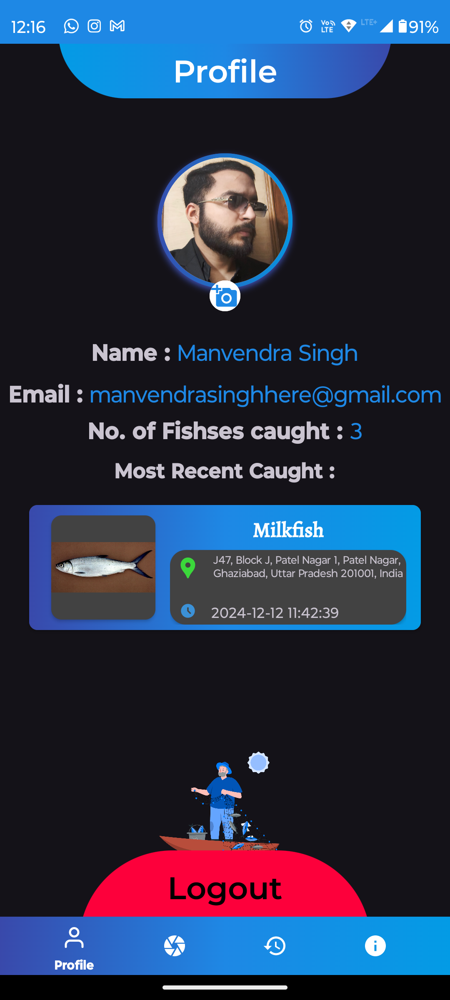 12:16 Vo LTE LTE+ 91%
Profile
Name : Manvendra Singh
Email : manvendrasinghhere@gmail.com
No. of Fishses caught : 3
Most Recent Caught :
Milkfish
J47, Block J, Patel Nagar 1, Patel Nagar,
Ghaziabad, Uttar Pradesh 201001, India
2024-12-12 11:42:39
Logout
Profile